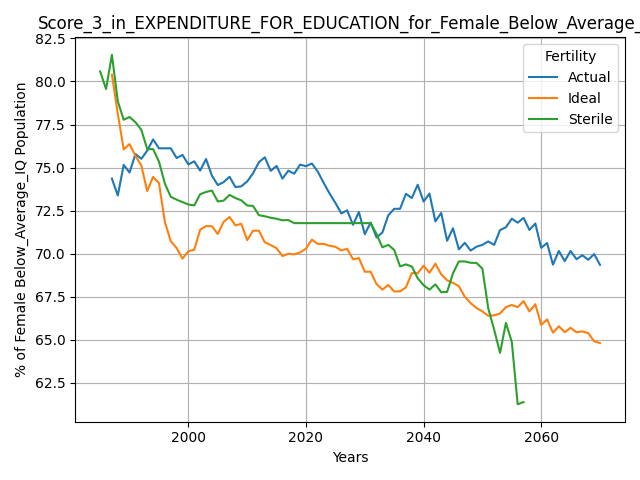 Score_3_in_EXPENDITURE_FOR_EDUCATION_for_Female_Below_Average_
% of Female Below_Average_IQ Population
82.5
80.0
77.5
75.0
72.5
70.0
67.5
65.0
62.5
Fertility
Actual
Ideal
Sterile
2000 2020 2040 2060
Years